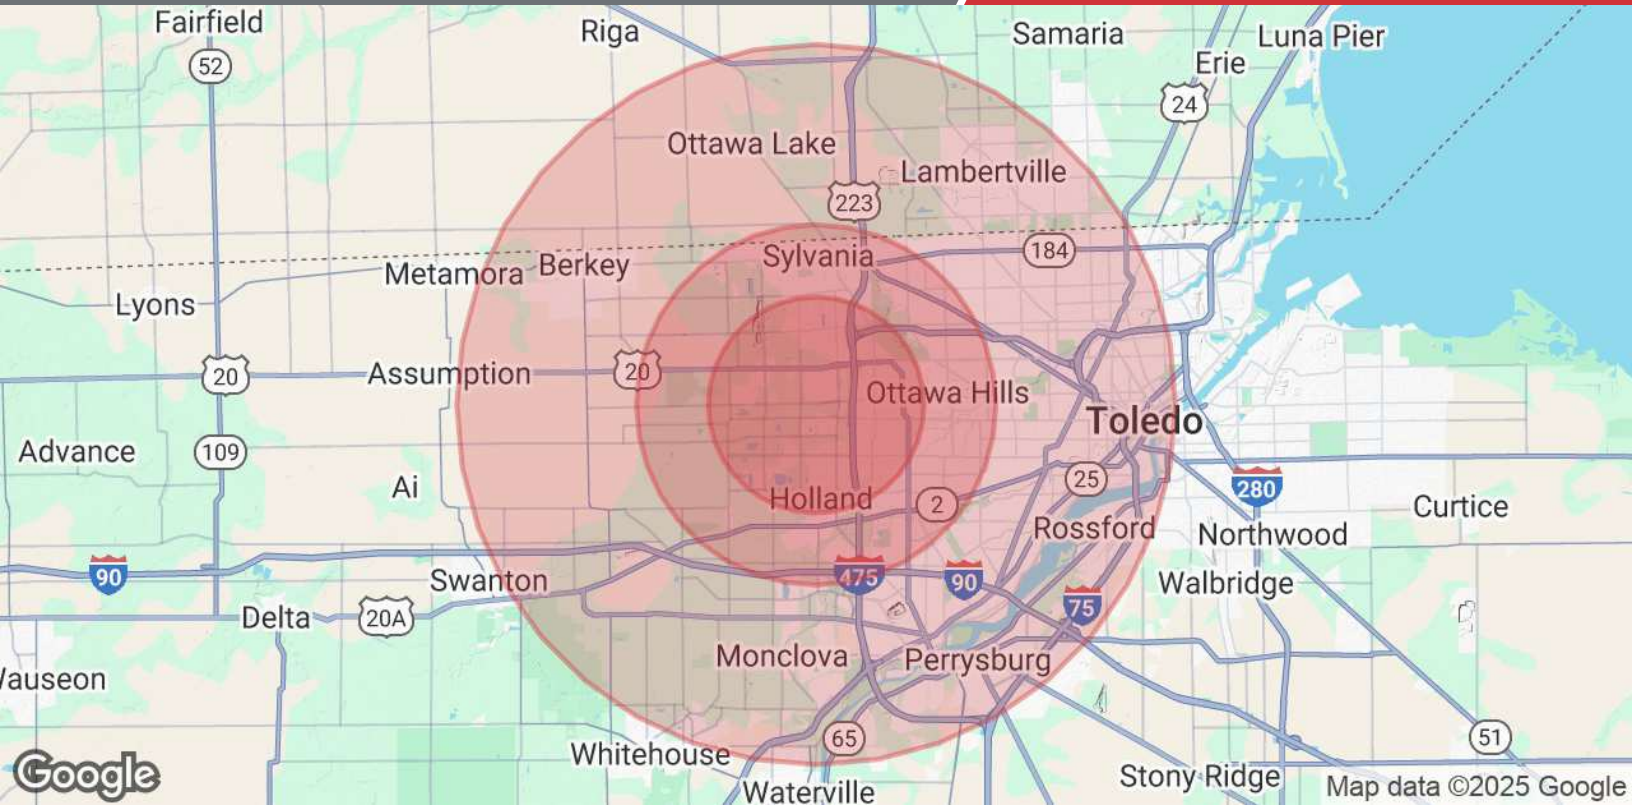 Fairfield
Riga
Samaria
Luna Pier
52
Erie
24
Ottawa Lake
Lambertville
223
184
Sylvania
Metamora
Berkey
Lyons
20
Assumption
20
Ottawa Hills
Toledo
Advance
109
Ai
25
280
Holland
2
Curtice
Rossford
Northwood
90
Swanton
475
90
Walbridge
75
Delta
20A
Monclova
Perrysburg
auseon
65
51
Whitehouse
Google
Waterville
Stony Ridge
Map data ©2025 Google